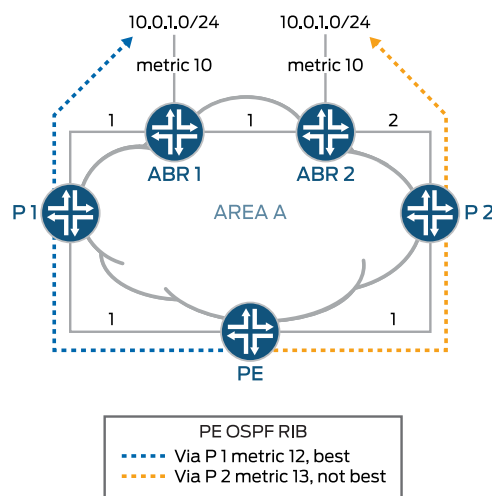 10.0.1.0/24 10.0.1.0/24
metric 10 metric 10
1 1 2
ABR 1 ABR 2
P 1 AREA A P 2
1 1
PE
PE OSPF RIB
Via P 1 metric 12, best
Via P 2 metric 13, not best